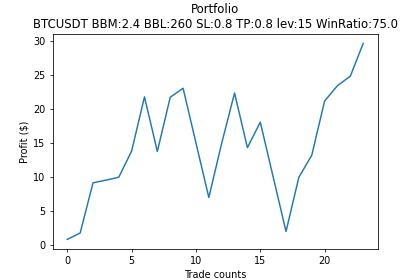 Portfolio
BTCUSDT BBM:2.4 BBL:260 SL:0.8 TP:0.8 lev:15 WinRatio:75.0
30
25
20
15
10
5
0
Profit ($)
0 5 10 15 20
Trade counts